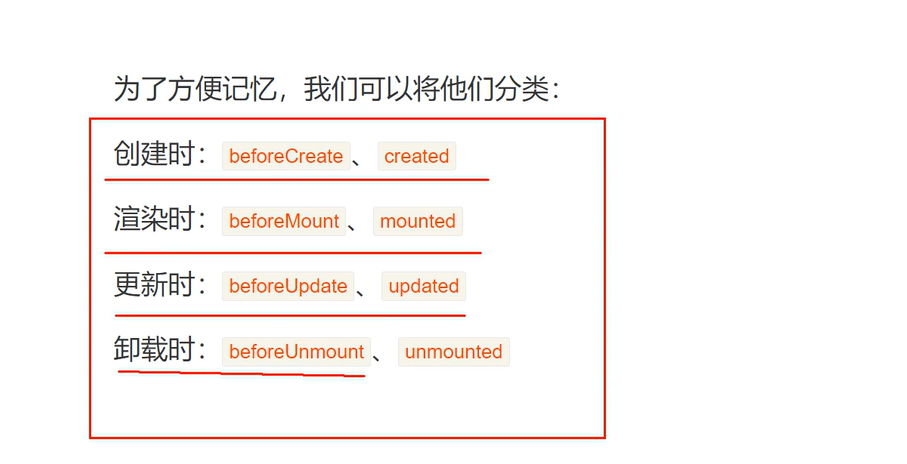 为了方便记忆，我们可以将他们分类：
创建时：beforeCreate、created
渲染时：beforeMount、mounted
更新时：beforeUpdate、updated
卸载时：beforeUnmount、unmounted